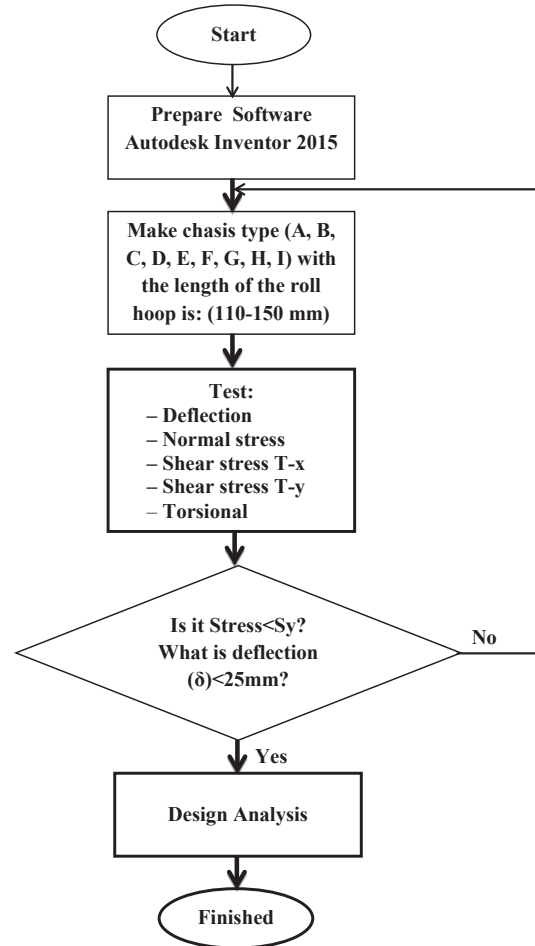 Start
Prepare Software
Autodesk Inventor 2015
Make chasis type (A, B,
C, D, E, F, G, H, I) with
the length of the roll
hoop is: (110-150 mm)
Test:
– Deflection
– Normal stress
– Shear stress T-x
– Shear stress T-y
– Torsional
Is it Stress<Sy?
What is deflection
(δ)<25mm?
No
Yes
Design Analysis
Finished